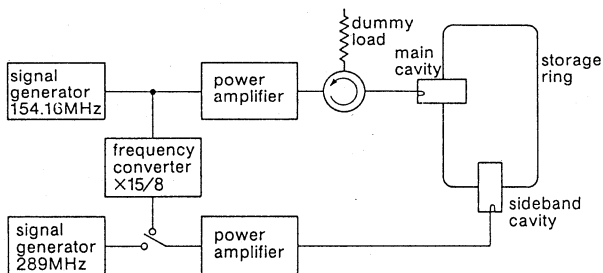 dummy
load
main
cavity
storage
ring
signal
generator
154.16MHz
power
amplifier
frequency
converter
×15/8
sideband
cavity
signal
generator
289MHz
power
amplifier